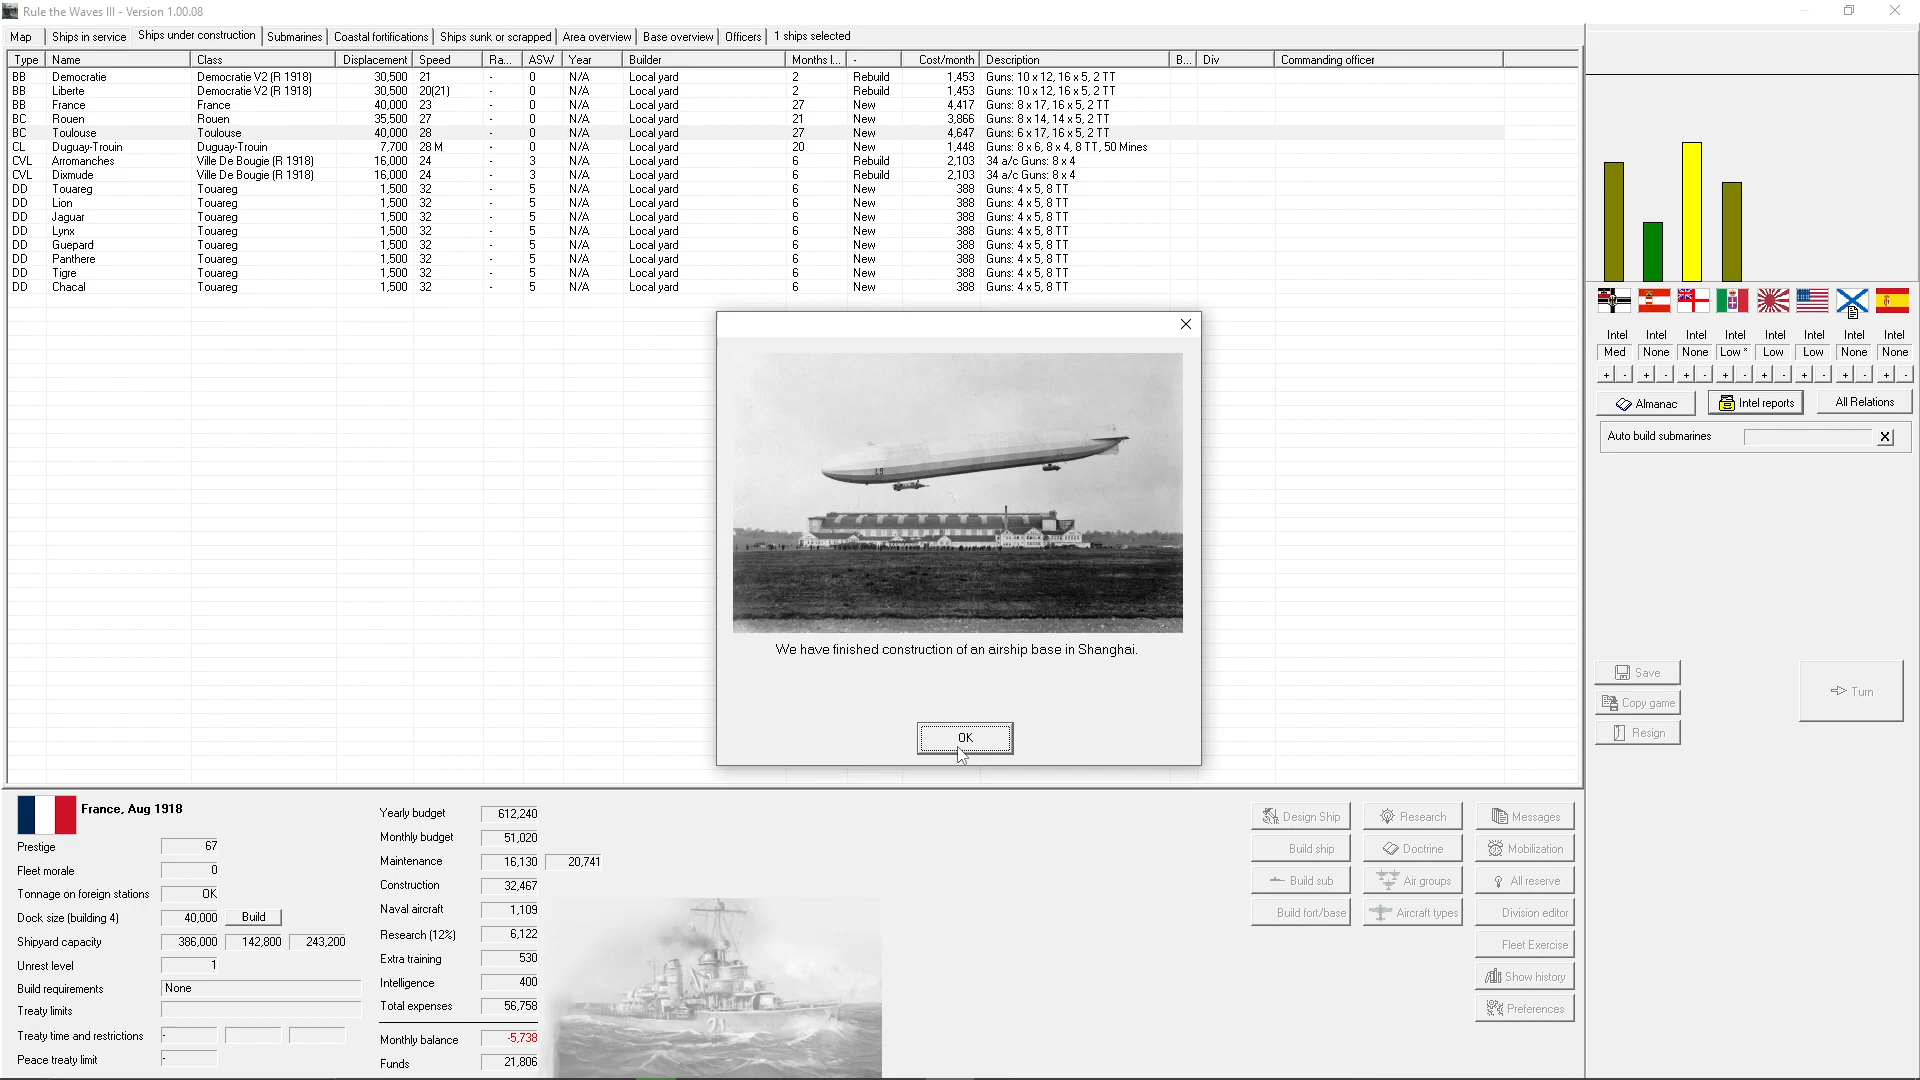 Rule the Waves III - Version 1.00.08
Map Ships in service Ships under construction Submarines Coastal fortifications Ships sunk or scrapped Area overview Base overview Officers 1 ships selected
Type Name Class Displacement Speed Ra... ASW Year Builder Months l... - Cost/month Description B... Div Commanding officer
BB Democratie Democratie V2 (R 1918) 30,500 21 - 0 N/A Local yard 2 Rebuild 1,453 Guns: 10 x 12, 16 x 5, 2 TT
BB Liberte Democratie V2 (R 1918) 30,500 20(21) - 0 N/A Local yard 2 Rebuild 1,453 Guns: 10 x 12, 16 x 5, 2 TT
BB France France 40,000 23 - 0 N/A Local yard 27 New 4,417 Guns: 8 x 17, 16 x 5, 2 TT
BC Rouen Rouen 35,500 27 - 0 N/A Local yard 21 New 3,866 Guns: 8 x 14, 14 x 5, 2 TT
BC Toulouse Toulouse 40,000 28 - 0 N/A Local yard 27 New 4,647 Guns: 6 x 17, 16 x 5, 2 TT
CL Duguay-Trouin Duguay-Trouin 7,700 28 M - 0 N/A Local yard 20 New 1,448 Guns: 8 x 6, 8 x 4, 8 TT, 50 Mines
CVL Arromanches Ville De Bougie (R 1918) 16,000 24 - 3 N/A Local yard 6 Rebuild 2,103 34 a/c Guns: 8 x 4
CVL Dixmude Ville De Bougie (R 1918) 16,000 24 - 3 N/A Local yard 6 Rebuild 2,103 34 a/c Guns: 8 x 4
DD Touareg Touareg 1,500 32 - 5 N/A Local yard 6 New 388 Guns: 4 x 5, 8 TT
DD Lion Touareg 1,500 32 - 5 N/A Local yard 6 New 388 Guns: 4 x 5, 8 TT
DD Jaguar Touareg 1,500 32 - 5 N/A Local yard 6 New 388 Guns: 4 x 5, 8 TT
DD Lynx Touareg 1,500 32 - 5 N/A Local yard 6 New 388 Guns: 4 x 5, 8 TT
DD Guepard Touareg 1,500 32 - 5 N/A Local yard 6 New 388 Guns: 4 x 5, 8 TT
DD Panthere Touareg 1,500 32 - 5 N/A Local yard 6 New 388 Guns: 4 x 5, 8 TT
DD Tigre Touareg 1,500 32 - 5 N/A Local yard 6 New 388 Guns: 4 x 5, 8 TT
DD Chacal Touareg 1,500 32 - 5 N/A Local yard 6 New 388 Guns: 4 x 5, 8 TT
L5
We have finished construction of an airship base in Shanghai.
OK
Intel Intel Intel Intel Intel Intel Intel Intel
Med None None Low * Low Low None None
+ - + - + - + - + - + - + - + -
Almanac Intel reports All Relations
Auto build submarines X
Save
Copy game
Resign
Turn
France, Aug 1918
Prestige 67
Fleet morale 0
Tonnage on foreign stations OK
Dock size (building 4) 40,000 Build
Shipyard capacity 386,000 142,800 243,200
Unrest level 1
Build requirements None
Treaty limits
Treaty time and restrictions -
Peace treaty limit -
Yearly budget 612,240
Monthly budget 51,020
Maintenance 16,130 20,741
Construction 32,467
Naval aircraft 1,109
Research (12%) 6,122
Extra training 530
Intelligence 400
Total expenses 56,758
Monthly balance -5,738
Funds 21,806
Design Ship Research Messages
Build ship Doctrine Mobilization
Build sub Air groups All reserve
Build fort/base Aircraft types Division editor
Fleet Exercise
Show history
Preferences